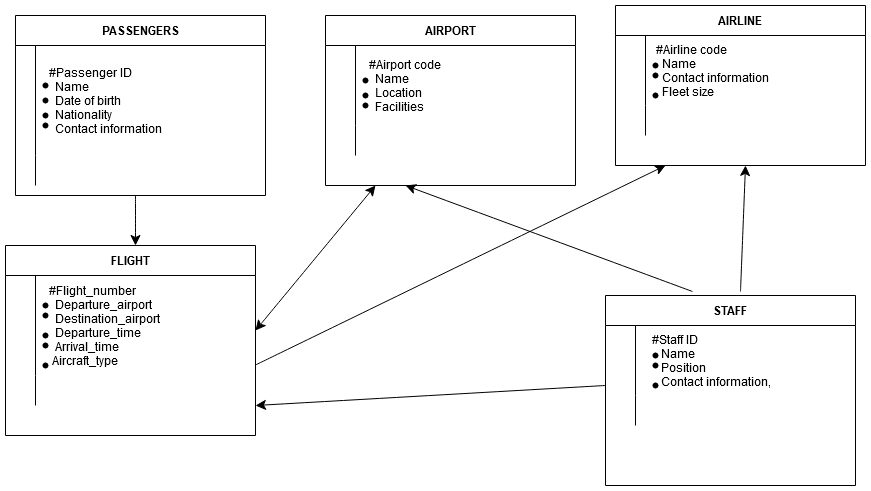 PASSENGERS
#Passenger ID
Name
Date of birth
Nationality
Contact information
AIRPORT
#Airport code
Name
Location
Facilities
AIRLINE
#Airline code
Name
Contact information
Fleet size
FLIGHT
#Flight_number
Departure_airport
Destination_airport
Departure_time
Arrival_time
Aircraft_type
STAFF
#Staff ID
Name
Position
Contact information,